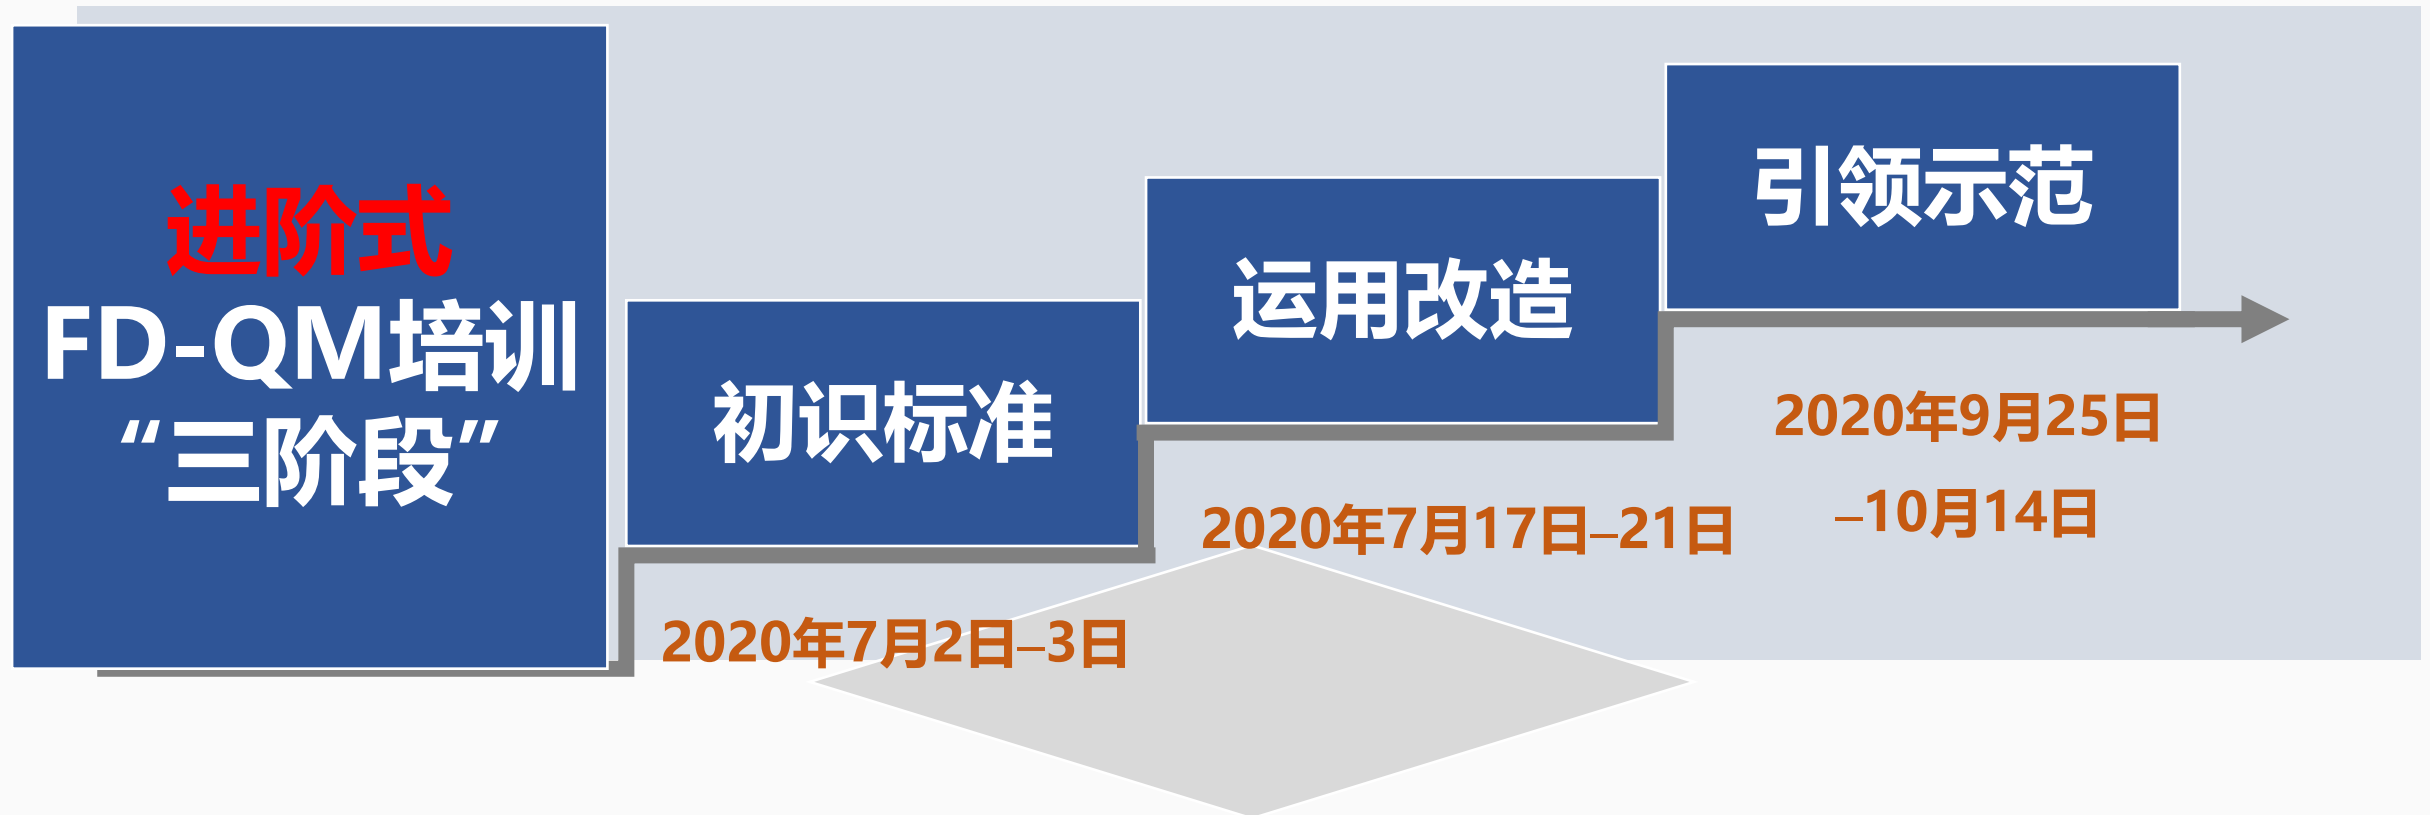 进阶式
FD-QM培训
“三阶段”
初识标准
2020年7月2日–3日
运用改造
2020年7月17日–21日
引领示范
2020年9月25日
–10月14日